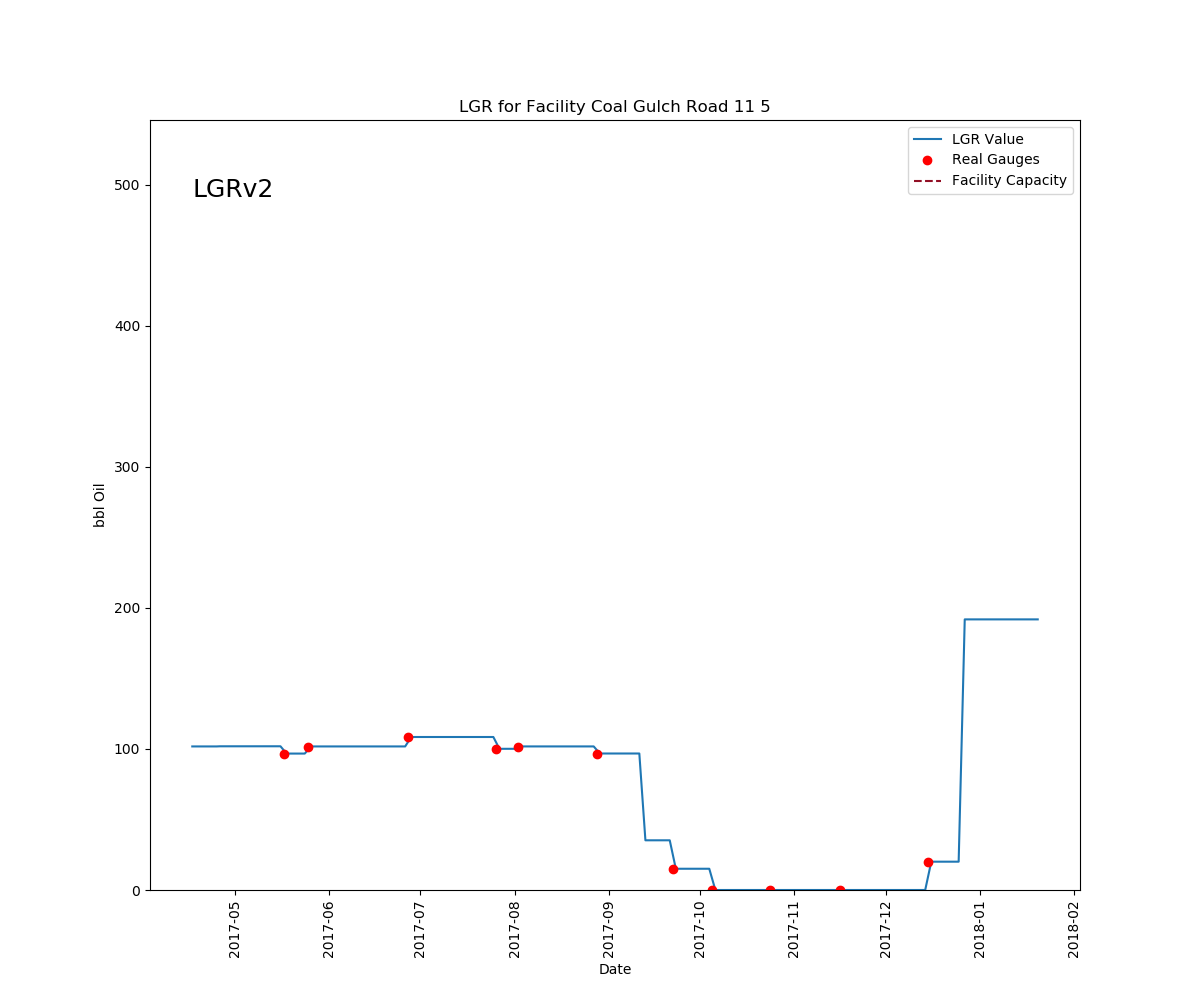 LGR for Facility Coal Gulch Road 11 5
LGRv2
LGR Value
Real Gauges
Facility Capacity
500
400
300
200
100
0
bbl Oil
2017-05
2017-06
2017-07
2017-08
2017-09
2017-10
2017-11
2017-12
2018-01
2018-02
Date